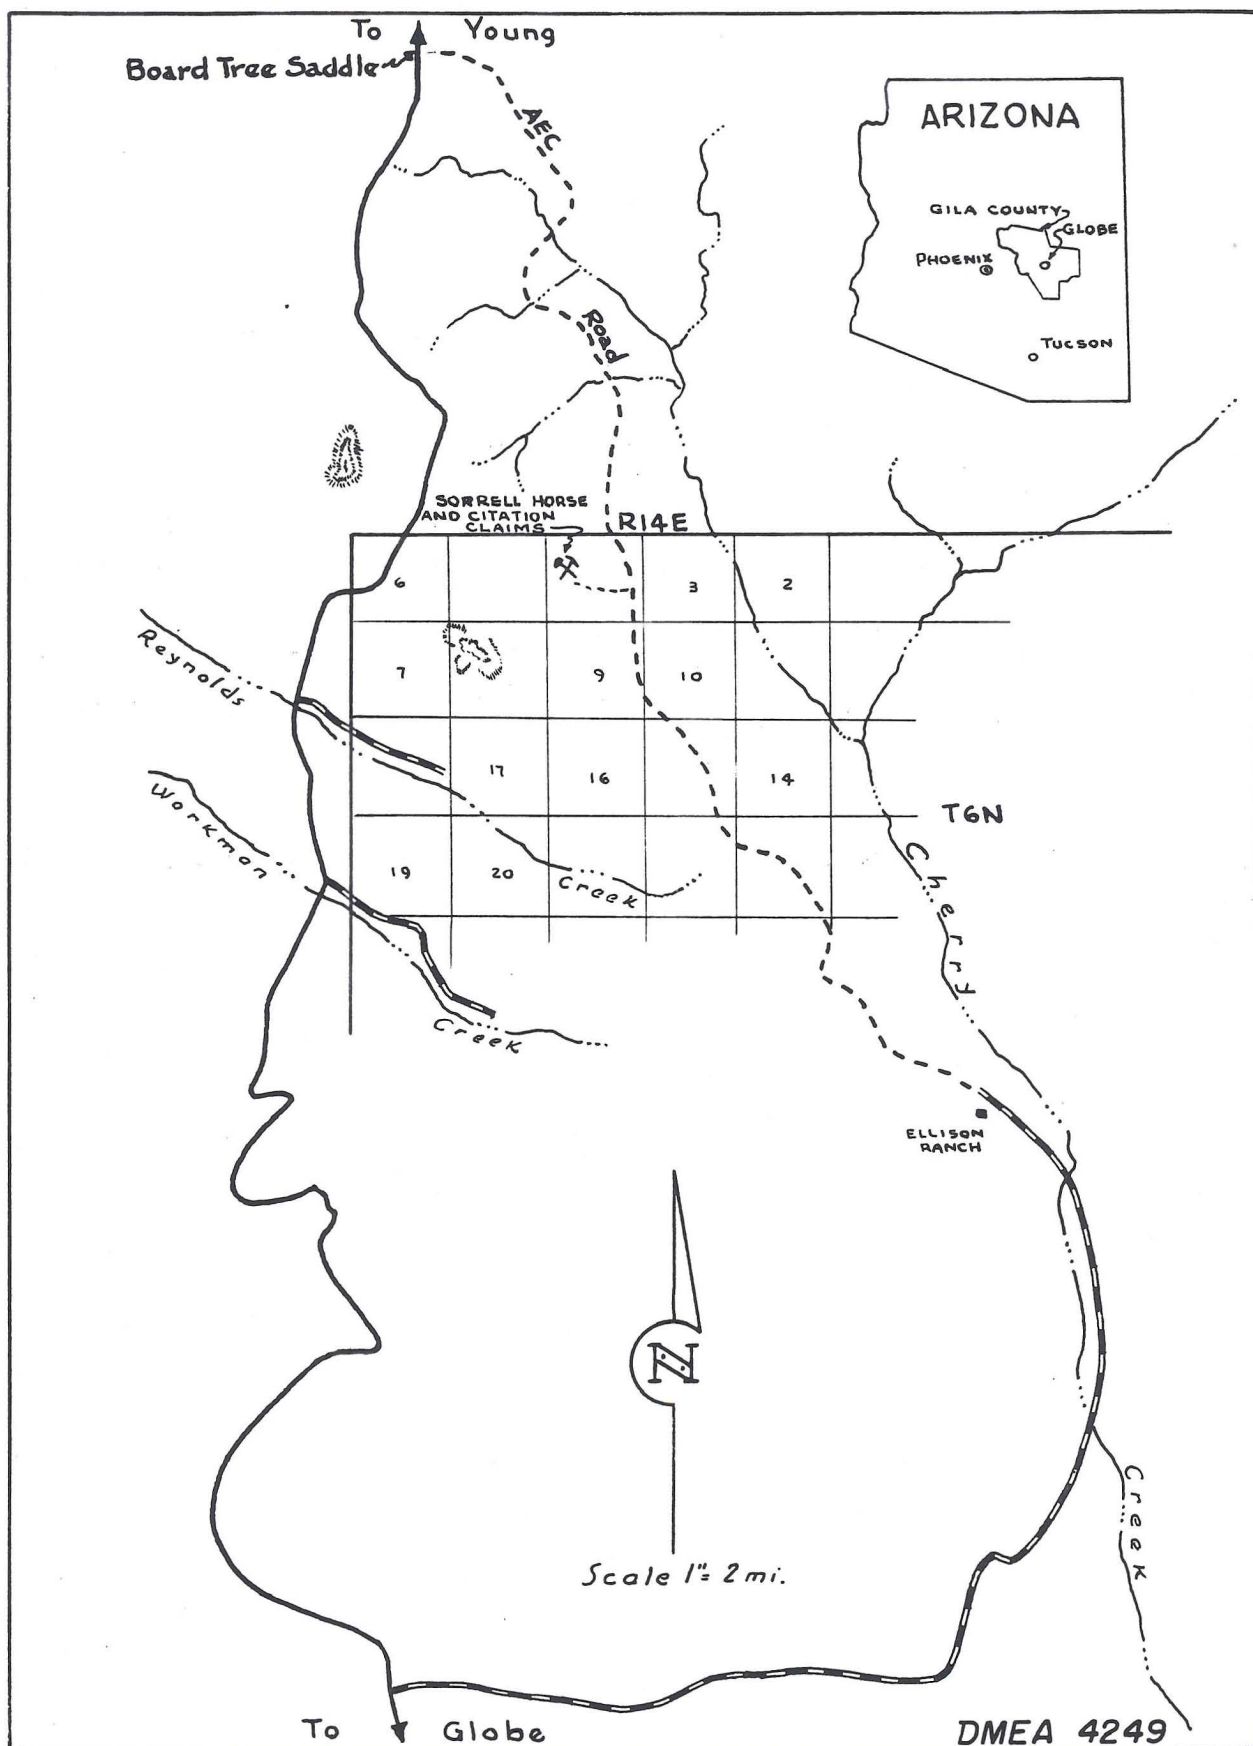 To Young
Board Tree Saddle
AEC
Road
ARIZONA
GILA COUNTY
GLOBE
PHOENIX
TUCSON
SORRELL HORSE
AND CITATION
CLAIMS
R14E
6
3
2
7
9
10
17
16
14
19
20
T6N
Reynolds
Creek
Workman
Creek
Cherry
Creek
ELLISON
RANCH
N
Scale 1"= 2 mi.
To Globe
DMEA 4249